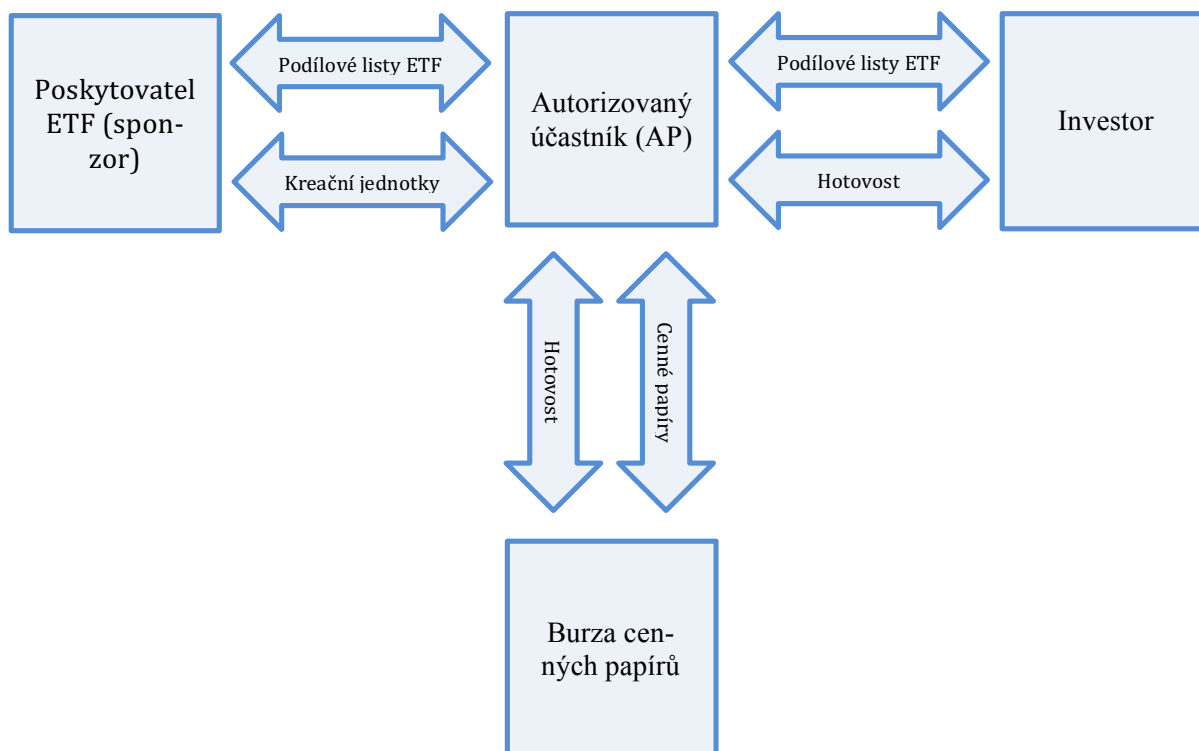 Poskytovatel
ETF (spon-
zor)
Podílové listy ETF
Kreační jednotky
Autorizovaný
účastník (AP)
Podílové listy ETF
Hotovost
Investor
Hotovost
Cenné papíry
Burza cen-
ných papírů